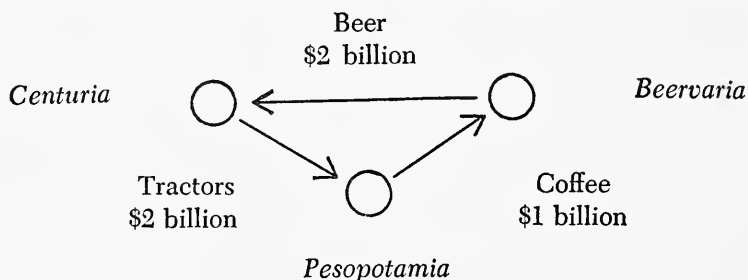 Beer
$2 billion
Centuria
Beervaria
Tractors
$2 billion
Coffee
$1 billion
Pesopotamia